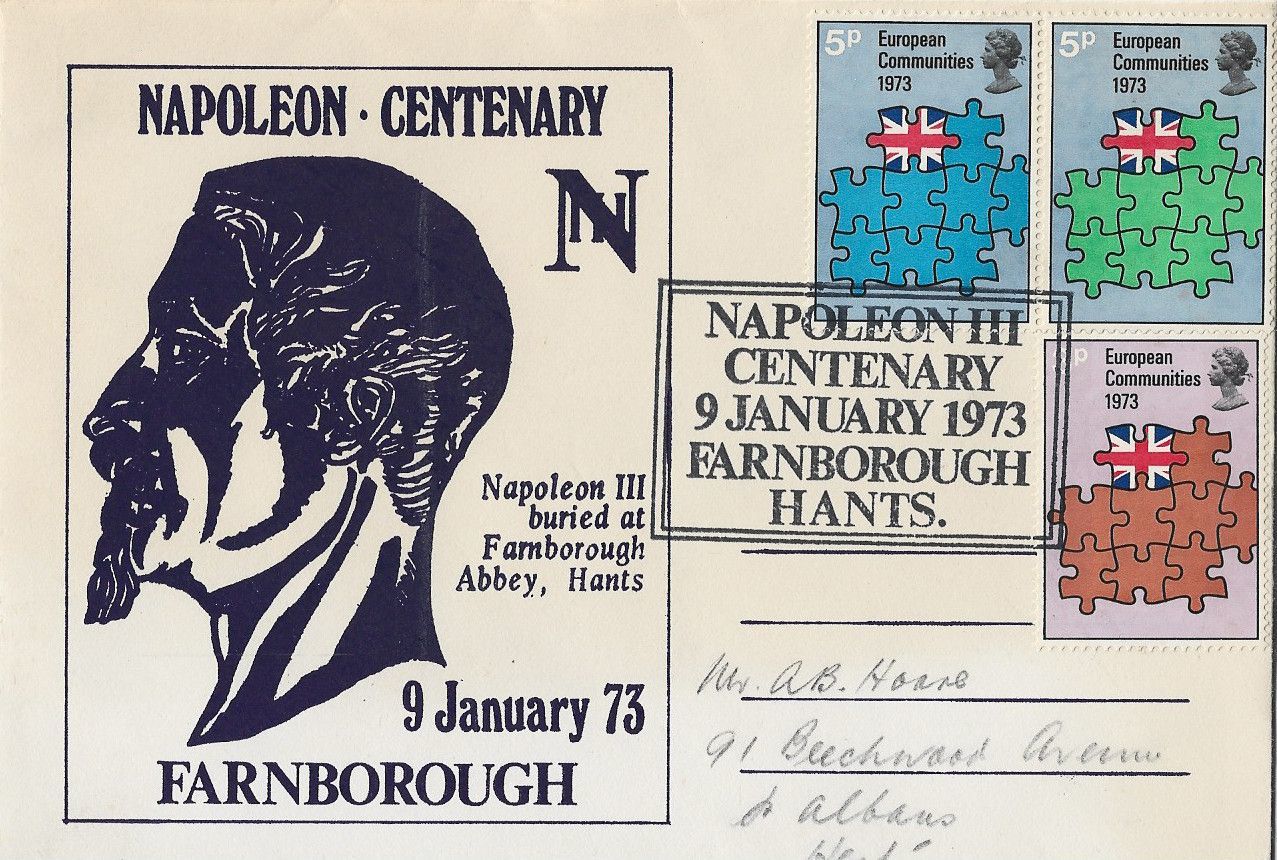 NAPOLEON · CENTENARY
NN
Napoleon III
buried at
Farnborough
Abbey, Hants
9 January 73
FARNBOROUGH
5p
European
Communities
1973
5p
European
Communities
1973
p
European
Communities
1973
NAPOLEON III
CENTENARY
9 JANUARY 1973
FARNBOROUGH
HANTS.
Mr. A.B. Hoare
91 Beechwood Avenue
St Albans